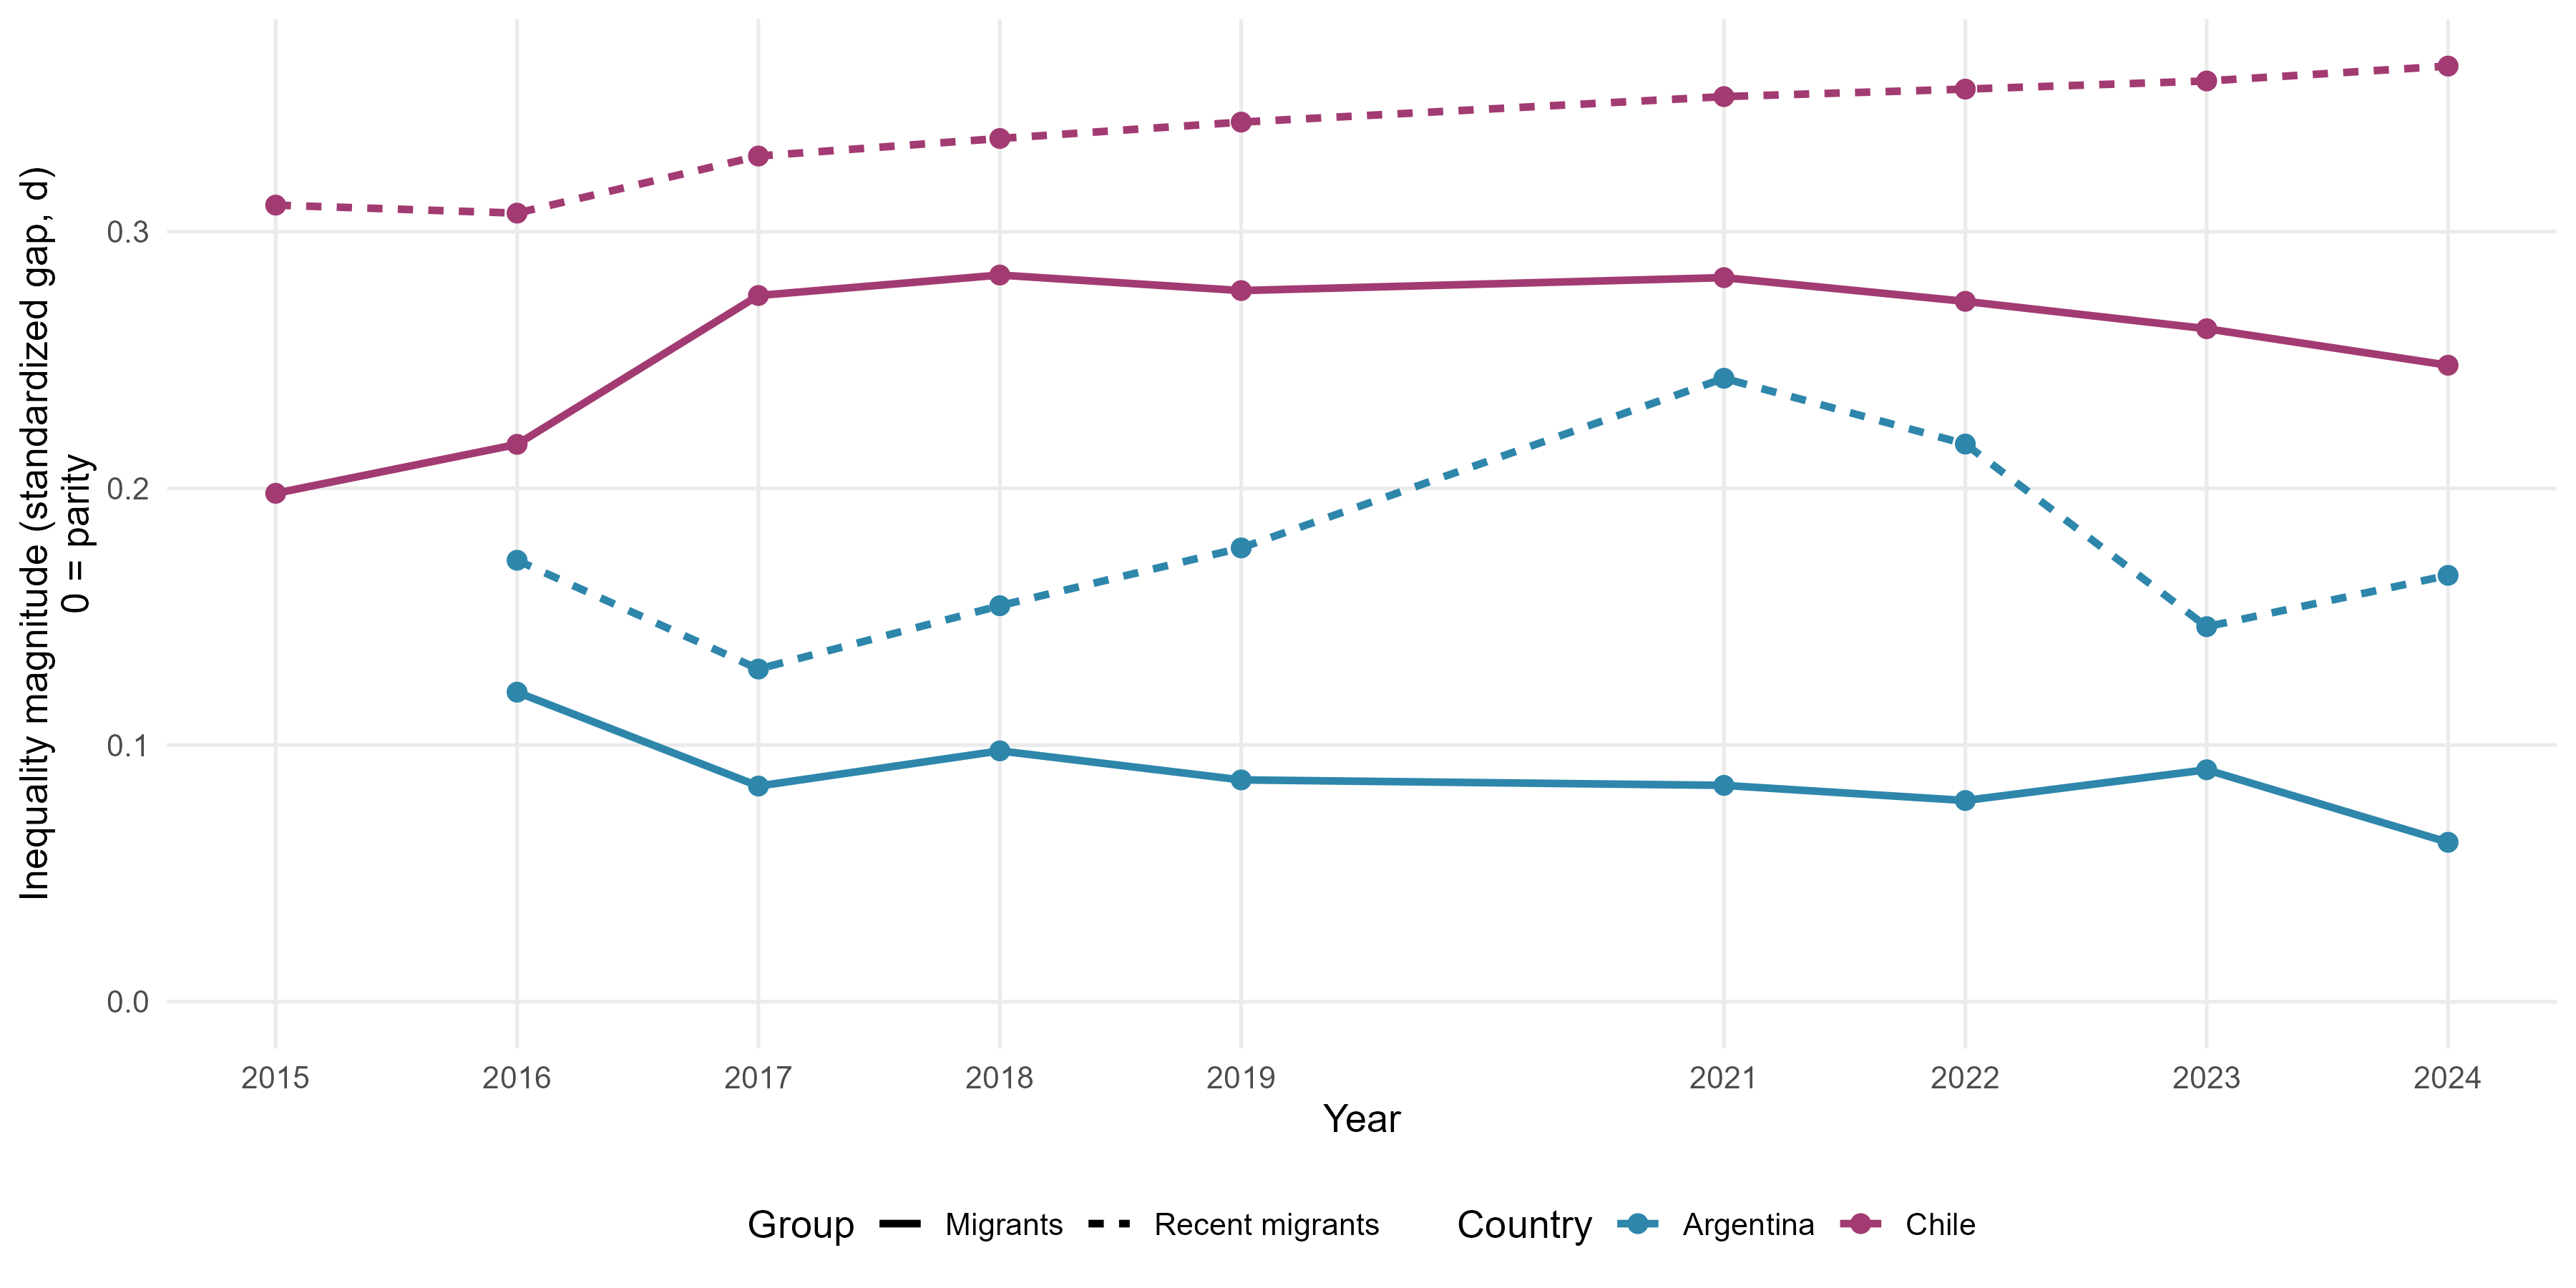 Inequality magnitude (standardized gap, d)
0 = parity
0.3
0.2
0.1
0.0
2015 2016 2017 2018 2019 2021 2022 2023 2024
Year
Group Migrants Recent migrants Country Argentina Chile